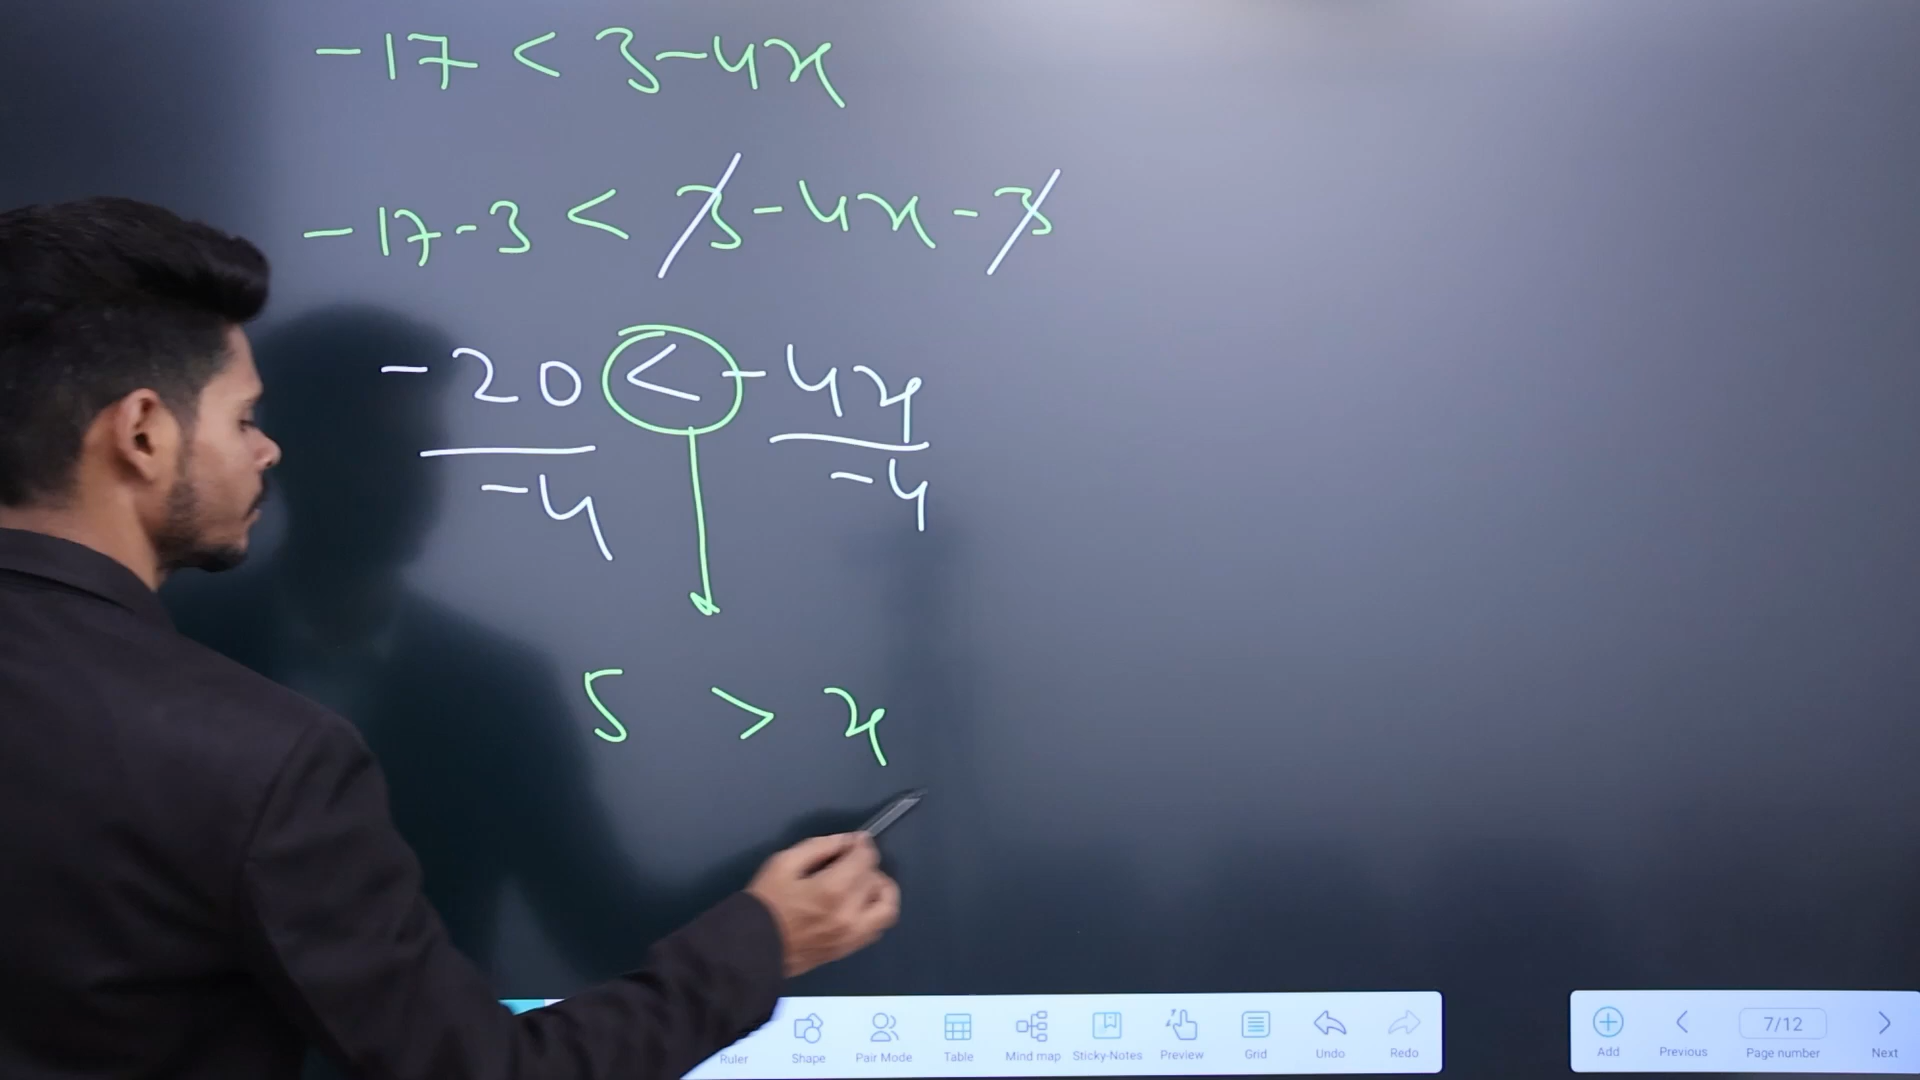 -17 < 3-4x
-17-3 < 3-4x-3
-20 < -4x
-4 -4
5 > x
Ruler Shape Pair Mode Table Mind map Sticky-Notes Preview Grid Undo Redo
Add Previous 7/12 Page number Next